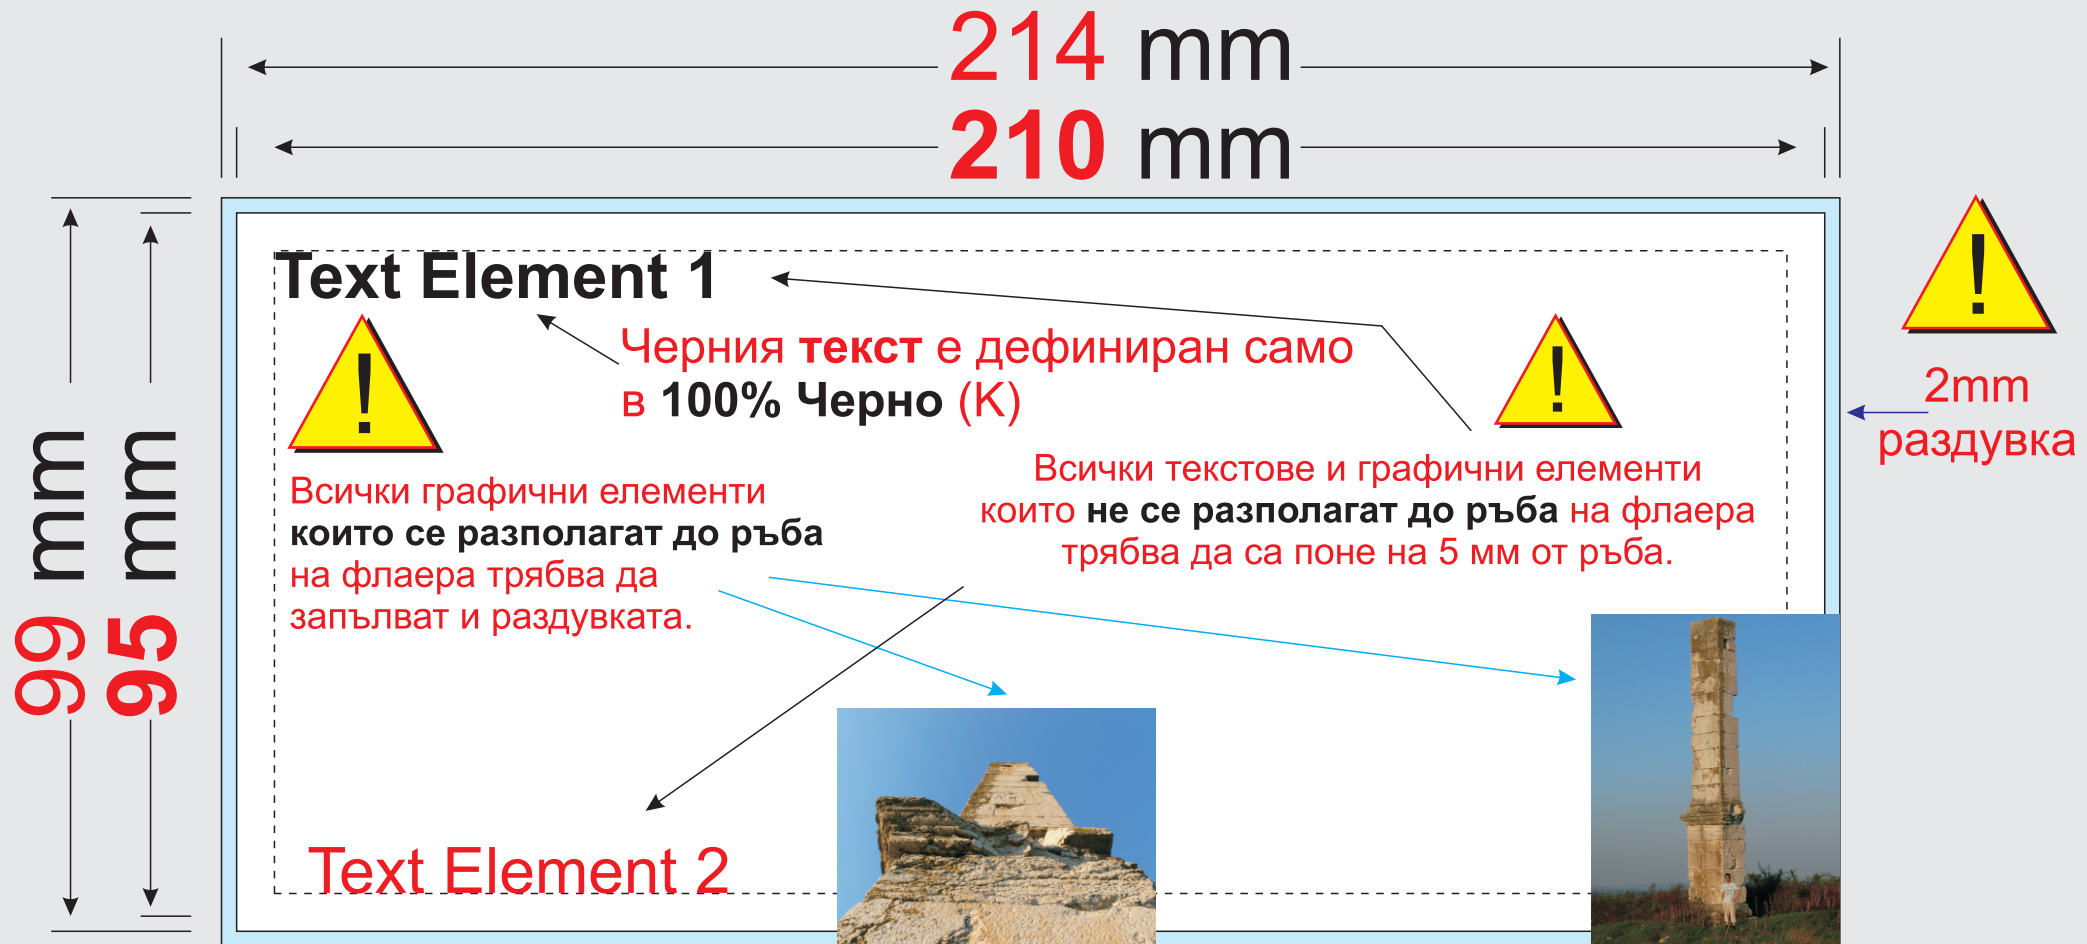 214 mm
210 mm
99 mm
95 mm
Text Element 1
!
!
!
Черния текст е дефиниран само
в 100% Черно (K)
2mm
раздувка
Всички графични елементи
които се разполагат до ръба
на флаера трябва да
запълват и раздувката.
Всички текстове и графични елементи
които не се разполагат до ръба на флаера
трябва да са поне на 5 мм от ръба.
Text Element 2